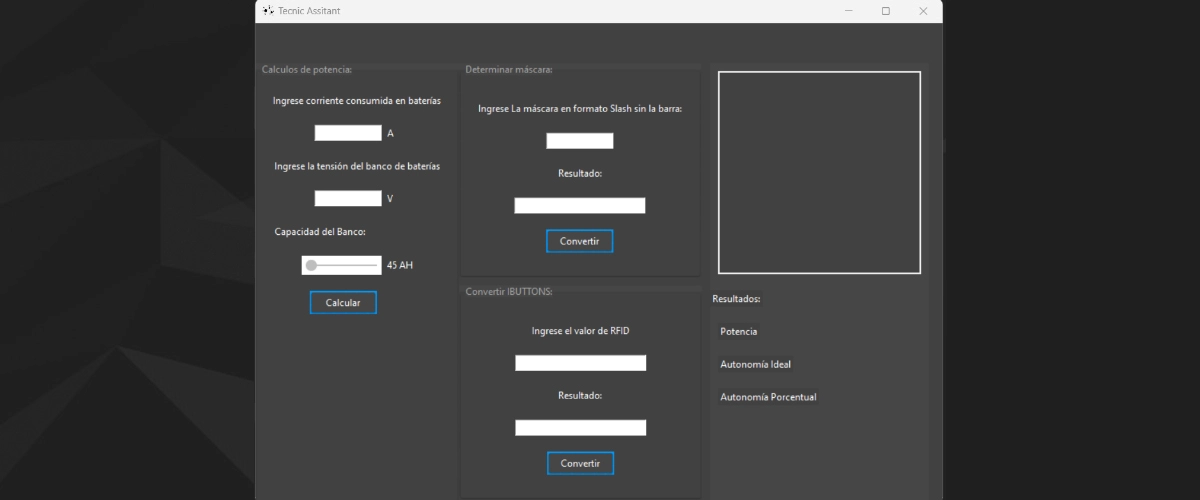 Tecnic Assitant
Calculos de potencia:
Ingrese corriente consumida en baterías
A
Ingrese la tensión del banco de baterías
V
Capacidad del Banco:
45 AH
Calcular
Determinar máscara:
Ingrese La máscara en formato Slash sin la barra:
Resultado:
Convertir
Convertir IBUTTONS:
Ingrese el valor de RFID
Resultado:
Convertir
Resultados:
Potencia
Autonomía Ideal
Autonomía Porcentual